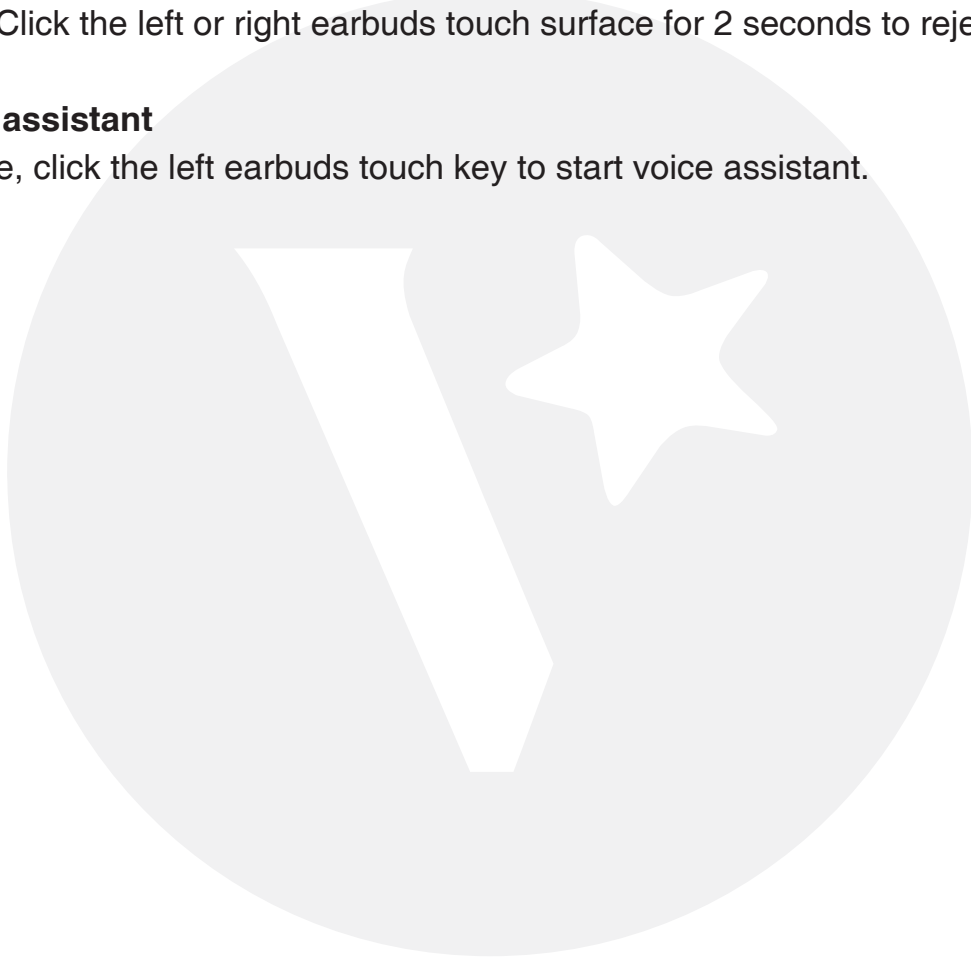 Click the left or right earbuds touch surface for 2 seconds to reje
assistant
e, click the left earbuds touch key to start voice assistant.